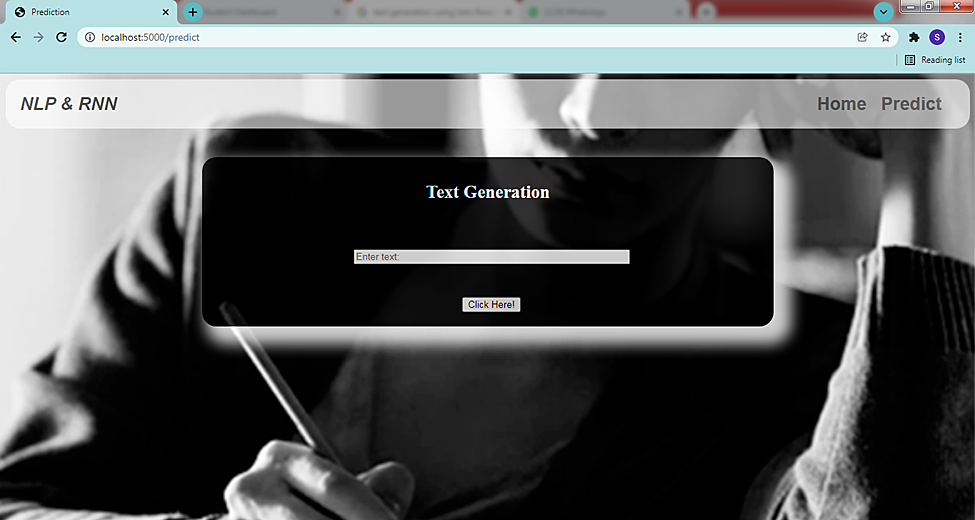 Prediction
localhost:5000/predict
Reading list
NLP & RNN
Home Predict
Text Generation
Enter text:
Click Here!